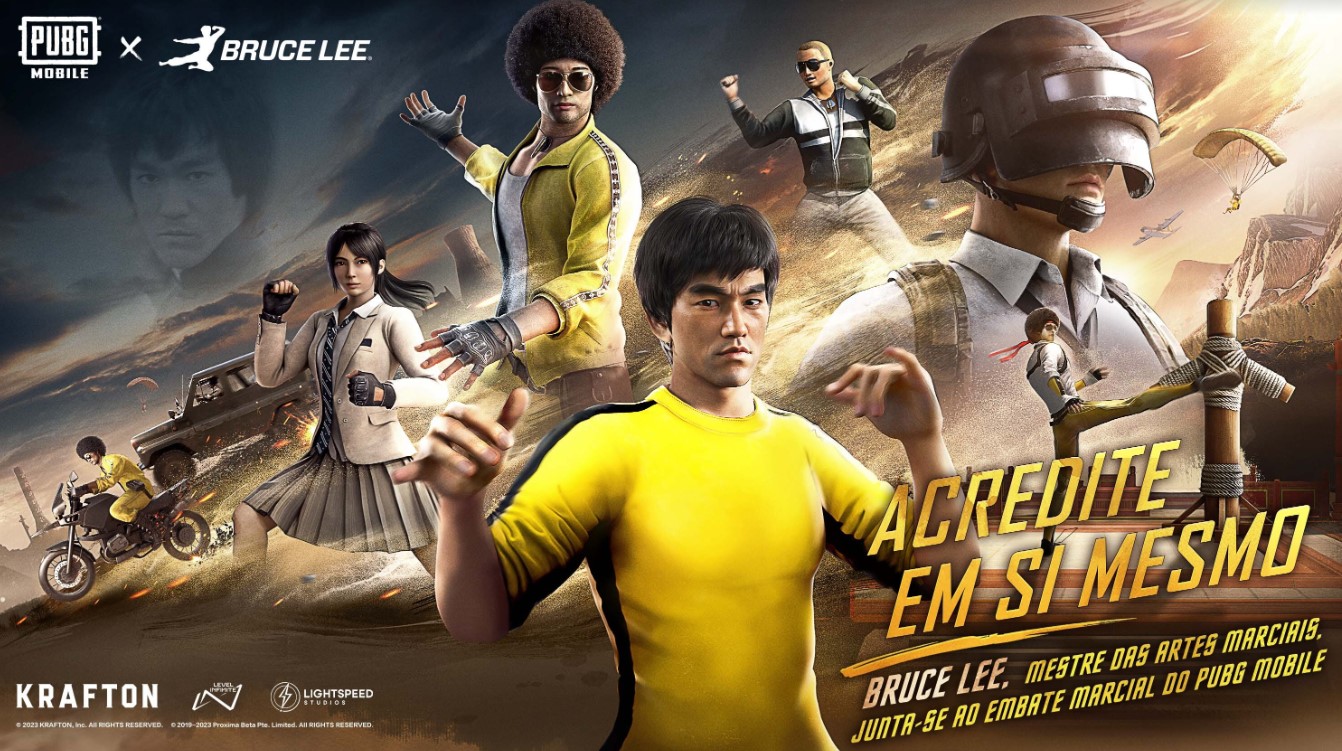 PUBG
MOBILE
X
BRUCE LEE
ACREDITE
EM SI MESMO
BRUCE LEE, MESTRE DAS ARTES MARCIAIS,
JUNTA-SE AO EMBATE MARCIAL DO PUBG MOBILE
KRAFTON
LEVEL
INFINITE
LIGHTSPEED
STUDIOS
© 2023 KRAFTON, Inc. All RIGHTS RESERVED.
© 2019-2023 Proxima Beta Pte. Limited. All RIGHTS RESERVED.